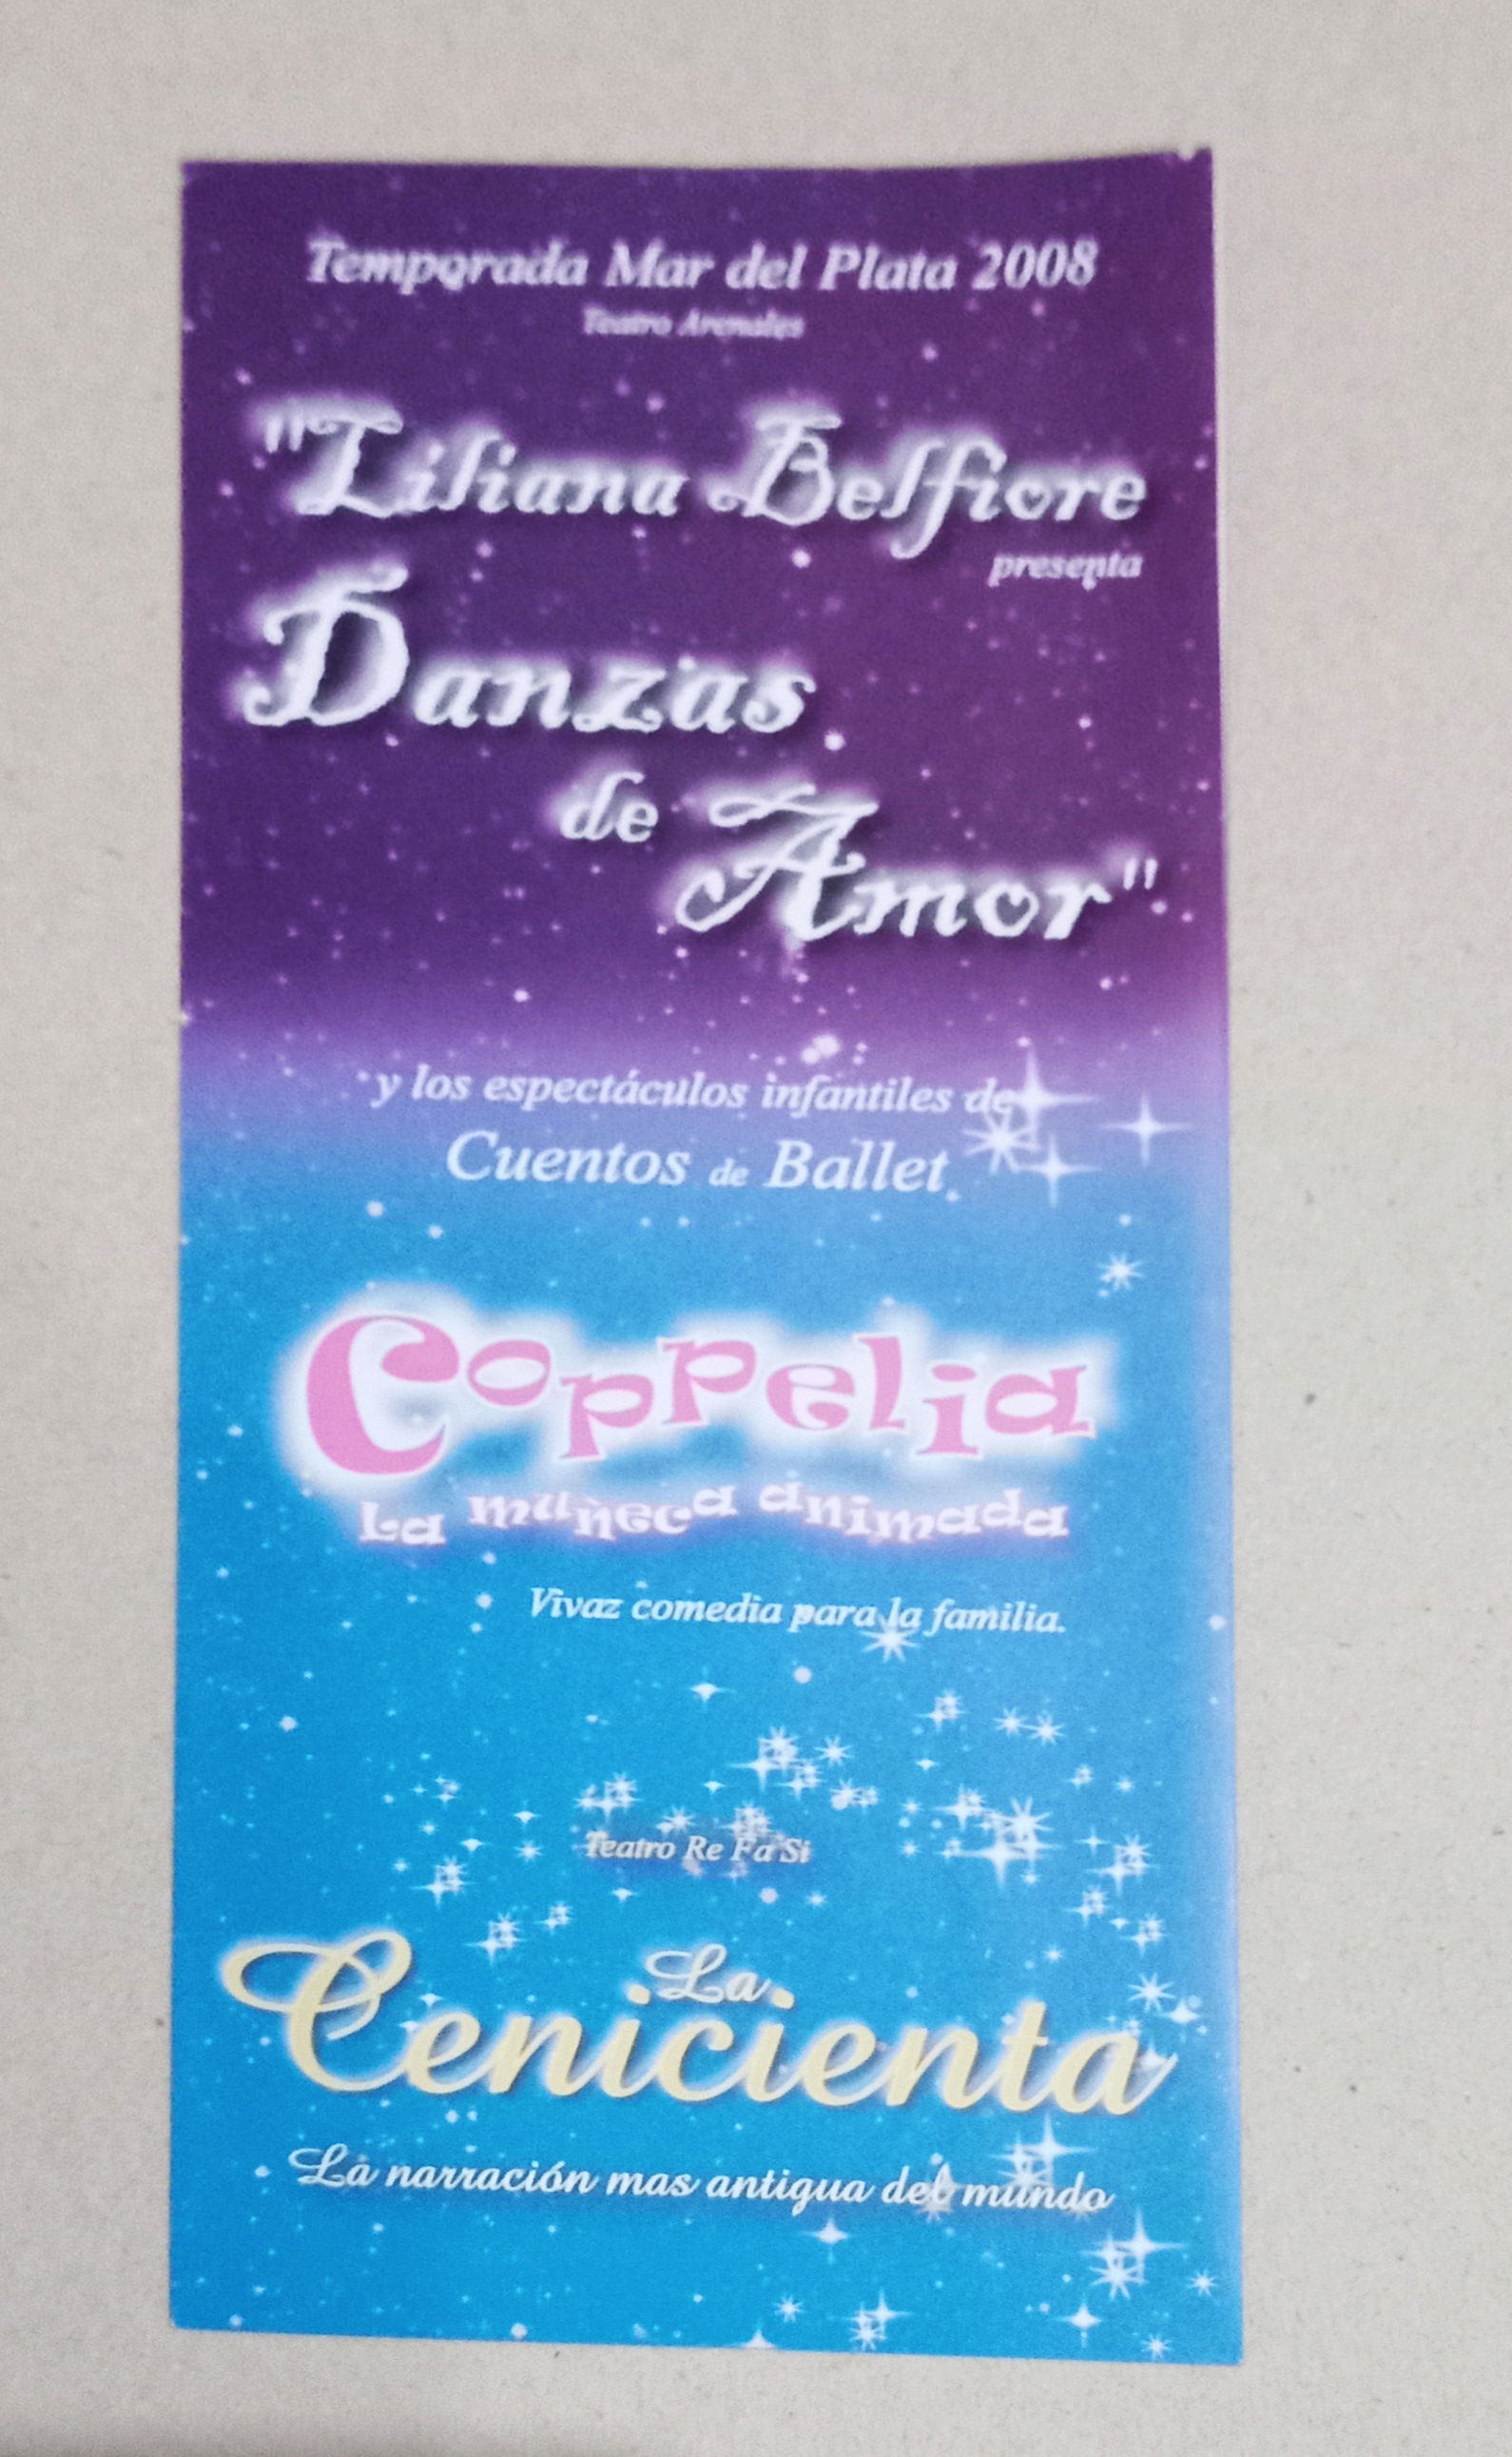 Temporada Mar del Plata 2008
Teatro Arenales
"Liliana Belfiore
presenta
Danzas
de Amor"
y los espectáculos infantiles de
Cuentos de Ballet.
Coppelia
La muñeca animada
Vivaz comedia para la familia.
Teatro Re Fa Si
La
Cenicienta
La narración mas antigua del mundo